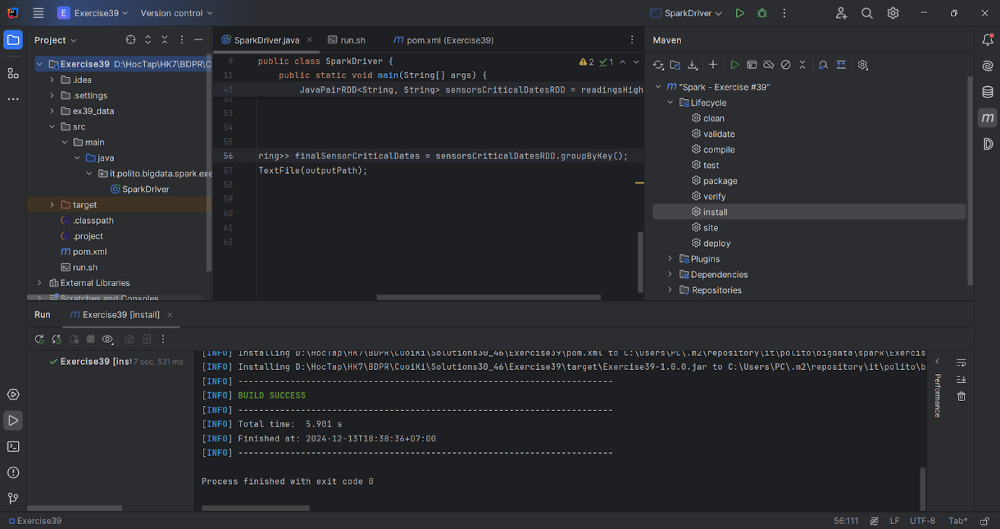 E Exercise39 Version control SparkDriver
Project
Exercise39 D:\HocTap\HK7\BDPR\C
.idea
.settings
ex39_data
src
main
java
it.polito.bigdata.spark.exe
SparkDriver
target
.classpath
.project
pom.xml
run.sh
External Libraries
Scratches and Consoles
SparkDriver.java run.sh pom.xml (Exercise39)
9 public class SparkDriver { 2 1
11 public static void main(String[] args) {
43 JavaPairRDD<String, String> sensorsCriticalDatesRDD = readingsHigh
52
53
54
55
56 ring>> finalSensorCriticalDates = sensorsCriticalDatesRDD.groupByKey();
57 TextFile(outputPath);
58
59
60
61
62
Maven
"Spark - Exercise #39"
Lifecycle
clean
validate
compile
test
package
verify
install
site
deploy
Plugins
Dependencies
Repositories
Run Exercise39 [install]
Exercise39 [inst 7 sec, 531 ms
[INFO] Installing D:\HocTap\HK7\BDPR\CuoiKi\Solutions30_46\Exercise39\pom.xml to C:\Users\PC\.m2\repository\it\polito\bigdata\spark\Exercis
[INFO] Installing D:\HocTap\HK7\BDPR\CuoiKi\Solutions30_46\Exercise39\target\Exercise39-1.0.0.jar to C:\Users\PC\.m2\repository\it\polito\b
[INFO] ------------------------------------------------------------------------
[INFO] BUILD SUCCESS
[INFO] ------------------------------------------------------------------------
[INFO] Total time: 5.901 s
[INFO] Finished at: 2024-12-13T18:38:36+07:00
[INFO] ------------------------------------------------------------------------
Process finished with exit code 0
Performance
Exercise39 56:111 LF UTF-8 Tab*